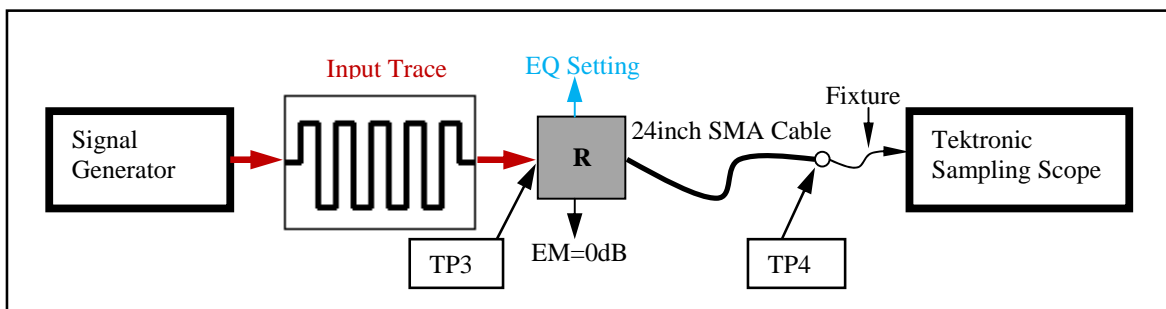 Input Trace
EQ Setting
Fixture
Signal
Generator
R
24inch SMA Cable
Tektronic
Sampling Scope
TP3
EM=0dB
TP4